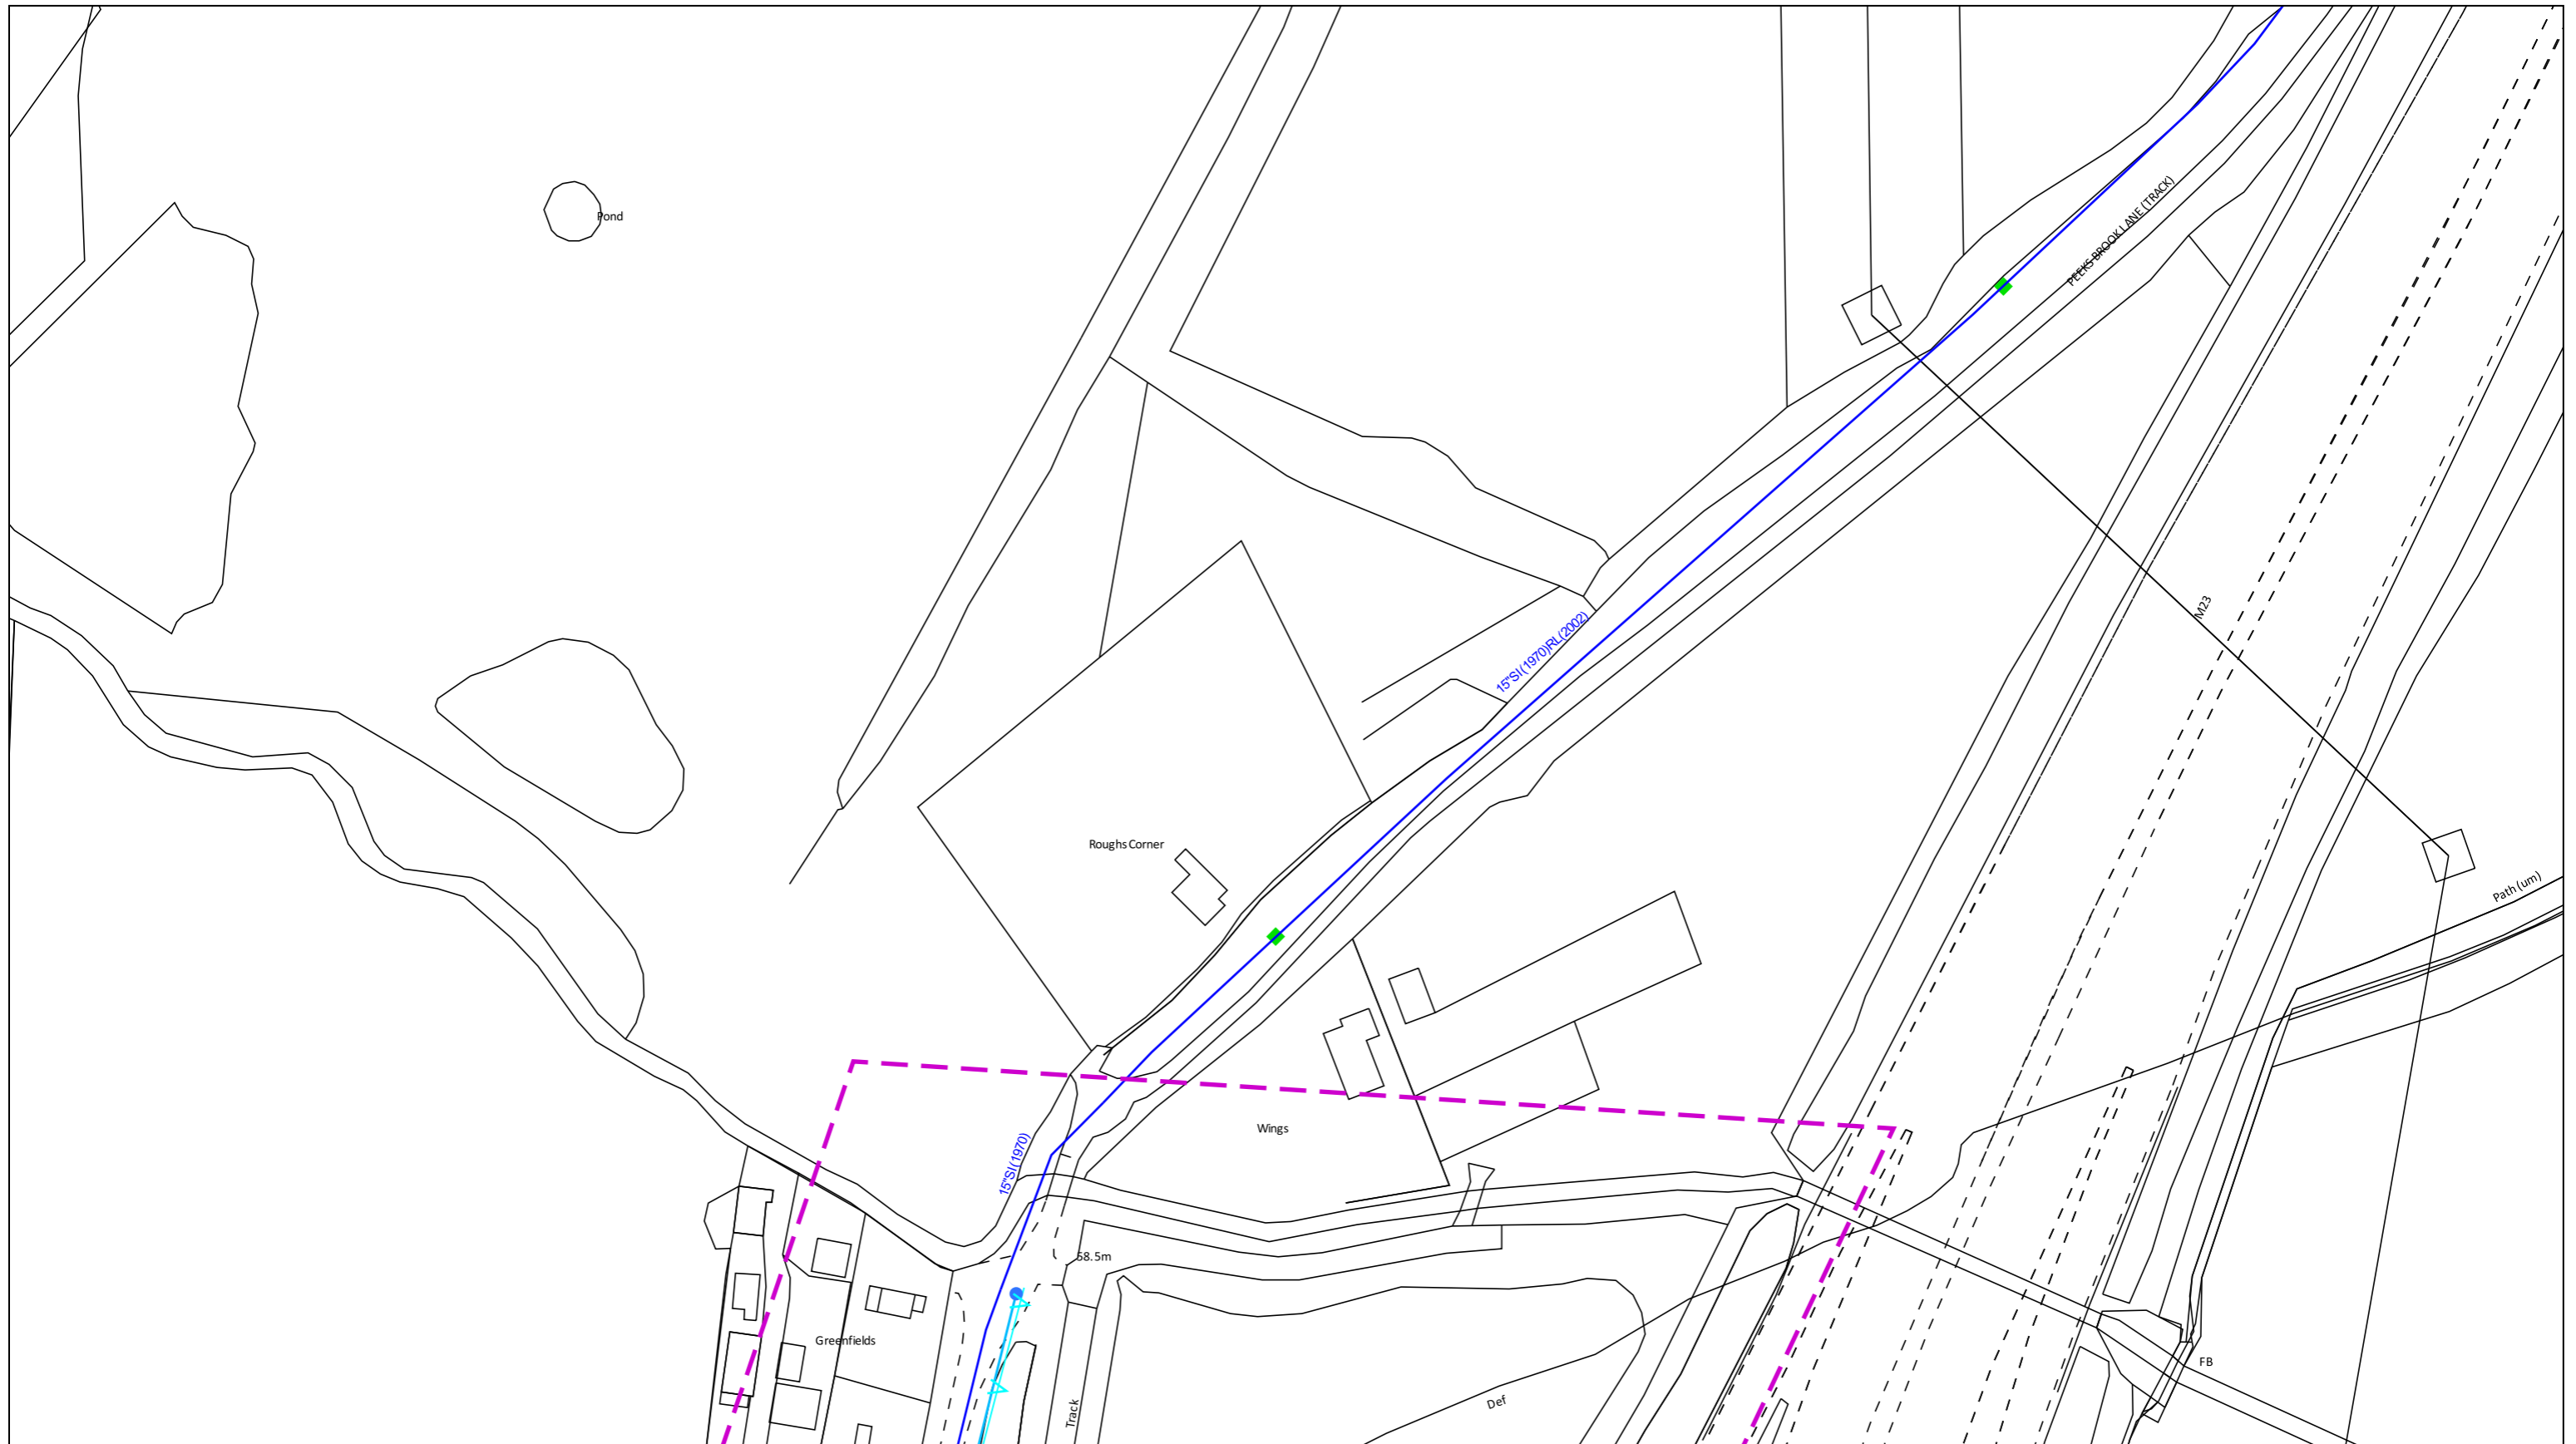 Pond
PEEKS BROOK LANE (TRACK)
M23
15"SI(1970)RL(2002)
Roughs Corner
Path (um)
Wings
15"SI(1970)
58.5m
Greenfields
FB
Def
Track